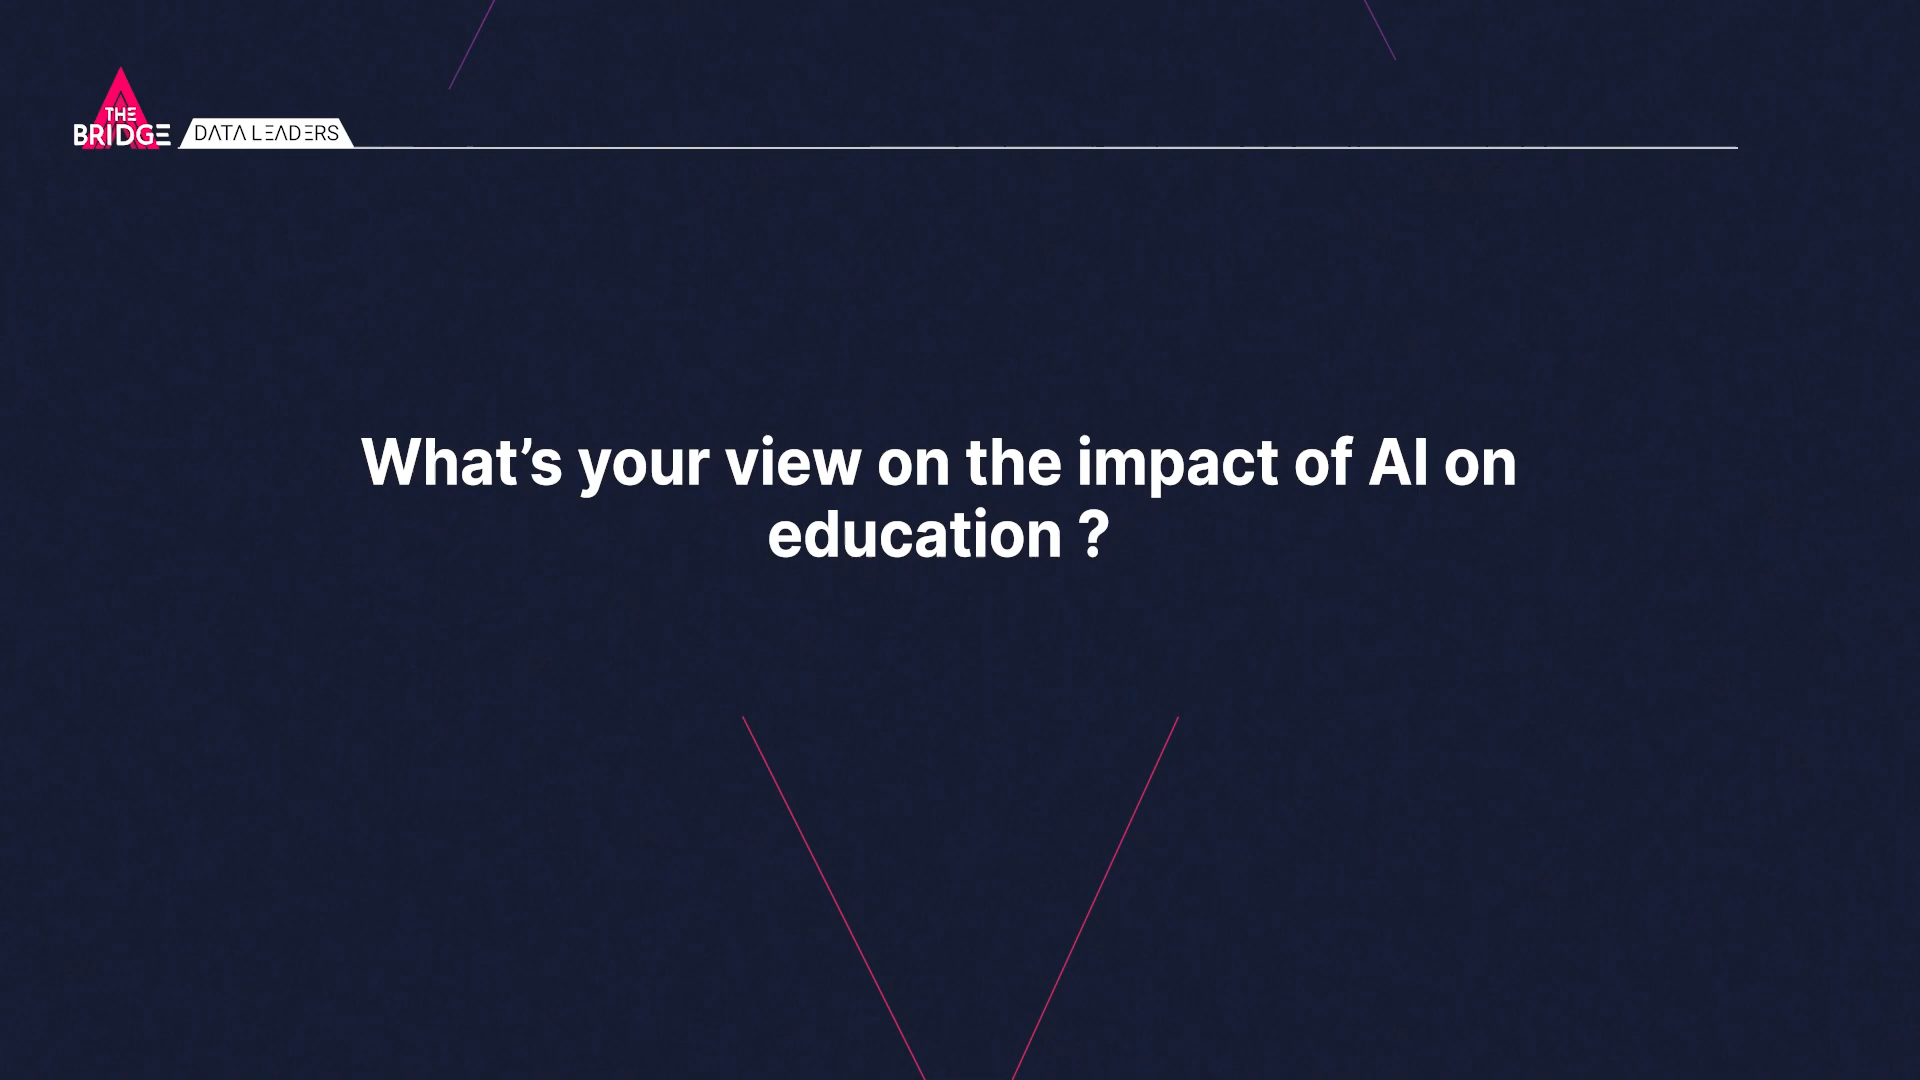 THE
BRIDGE
DATA LEADERS
What’s your view on the impact of AI on
education ?